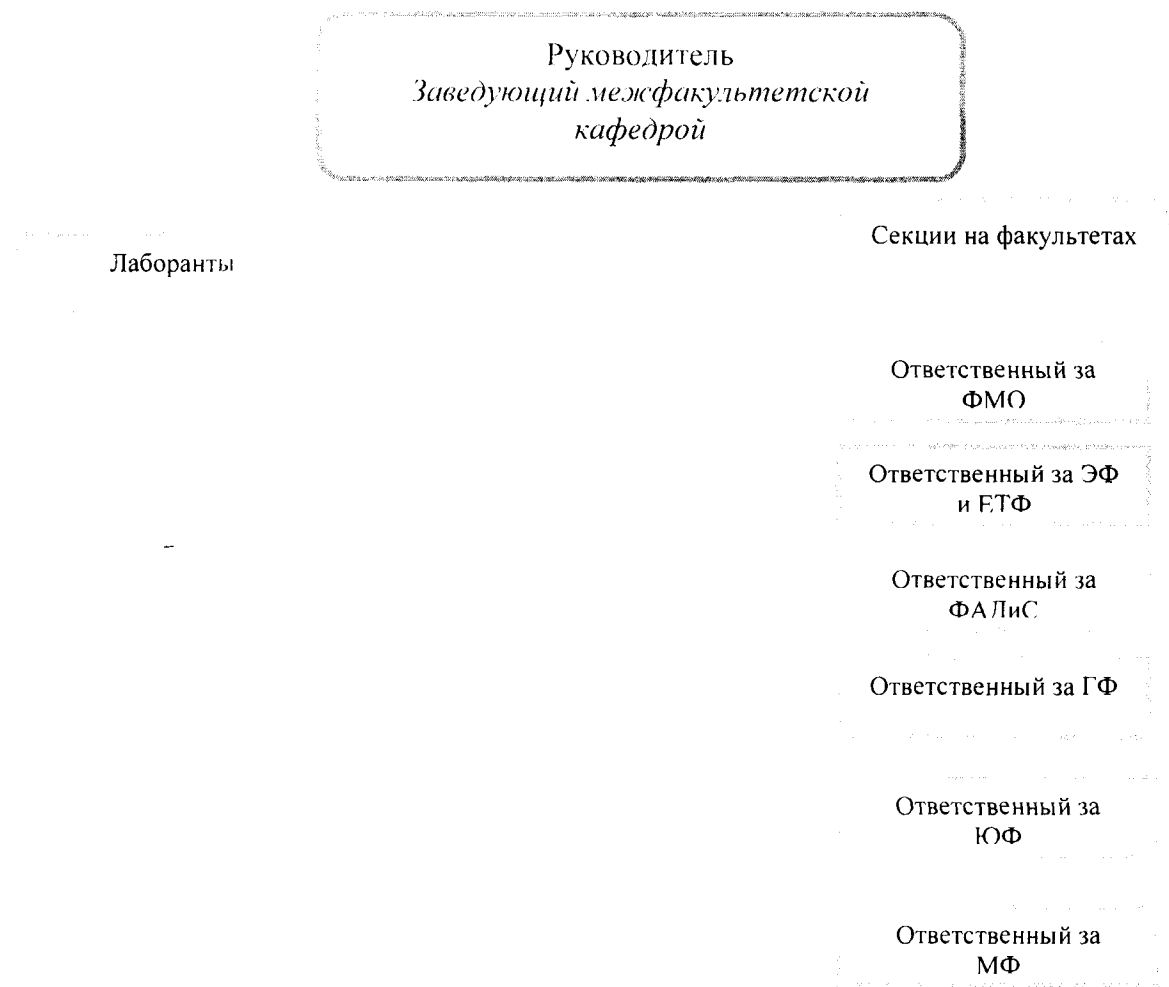 Руководитель
Заведующий межфакультетской
кафедрой
Секции на факультетах
Лаборанты
Ответственный за
ФМО
Ответственный за ЭФ
и ЕТФ
Ответственный за
ФАЛиС
Ответственный за ГФ
Ответственный за
ЮФ
Ответственный за
МФ